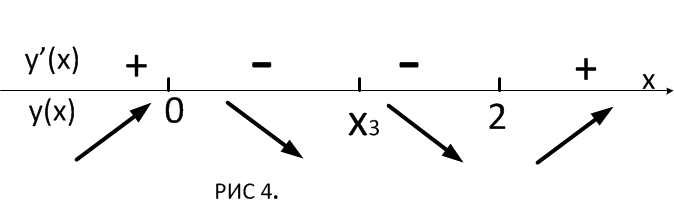 y’(x) + - - + x
y(x) 0 x₃ 2
РИС 4.